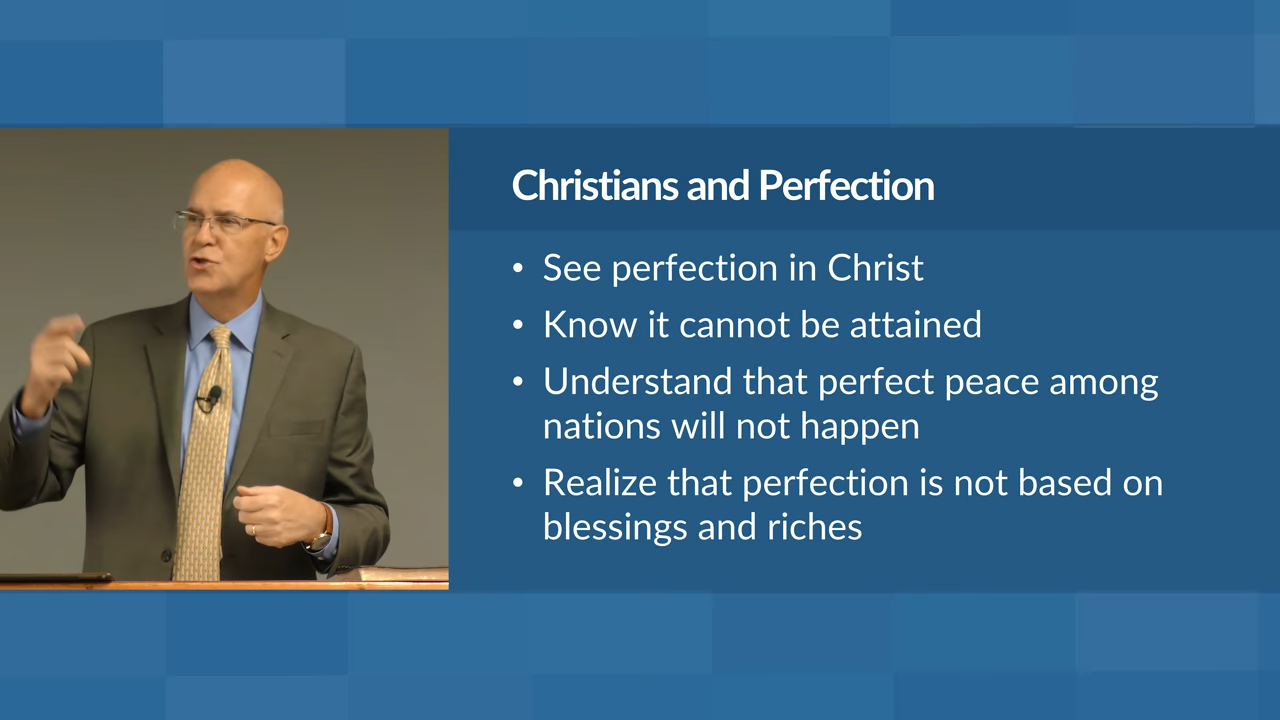 Christians and Perfection
• See perfection in Christ
• Know it cannot be attained
• Understand that perfect peace among
nations will not happen
• Realize that perfection is not based on
blessings and riches